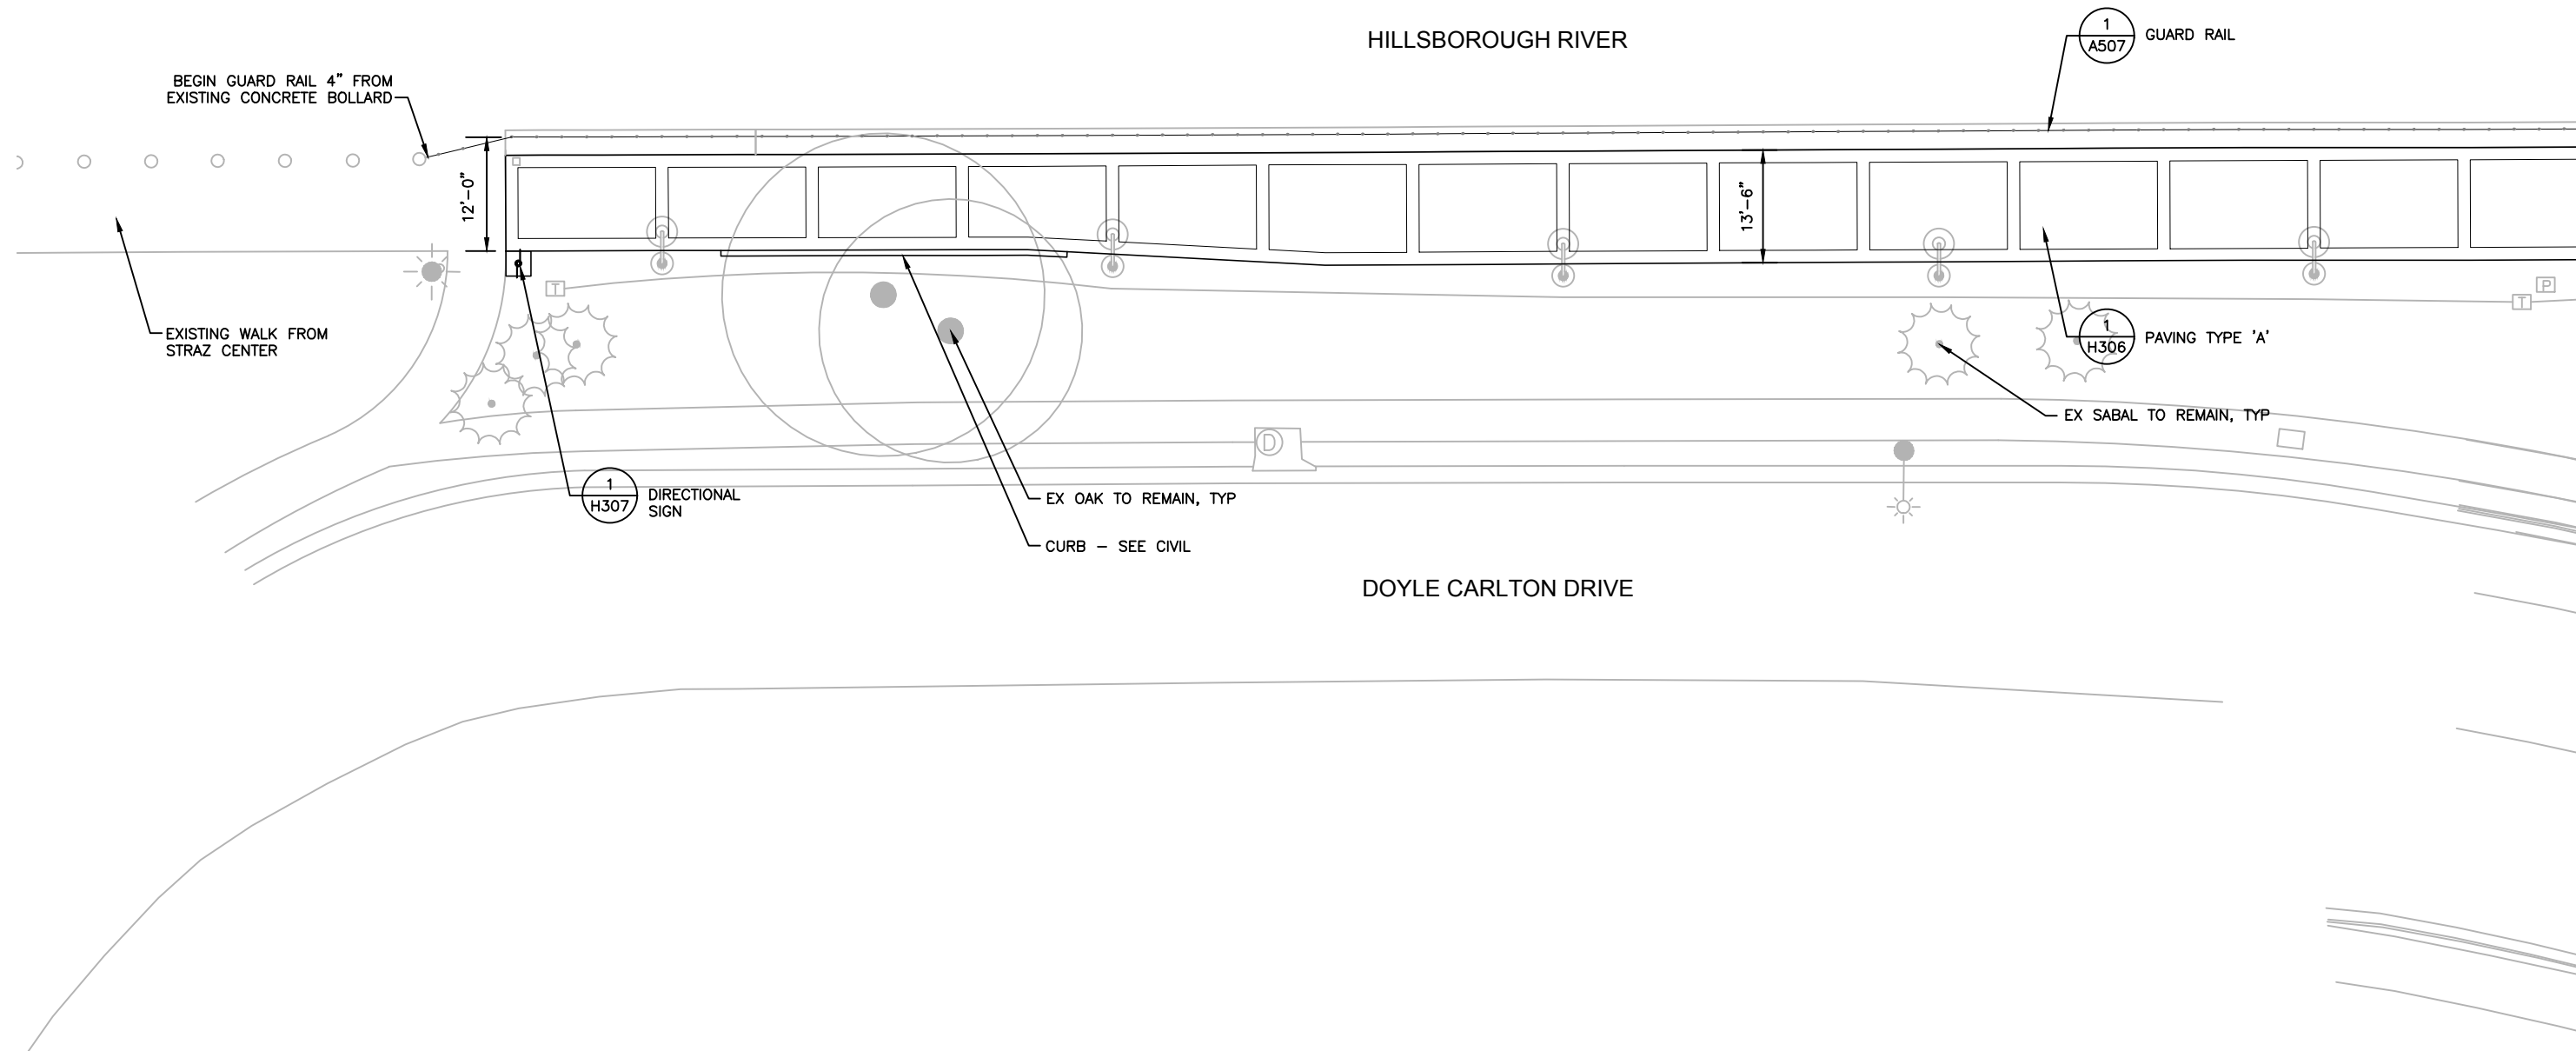 HILLSBOROUGH RIVER
1
A507
GUARD RAIL
BEGIN GUARD RAIL 4" FROM
EXISTING CONCRETE BOLLARD
12'-0"
13'-6"
T
P
T
EXISTING WALK FROM
STRAZ CENTER
1
H306
PAVING TYPE 'A'
EX SABAL TO REMAIN, TYP
D
1
H307
DIRECTIONAL
SIGN
EX OAK TO REMAIN, TYP
CURB – SEE CIVIL
DOYLE CARLTON DRIVE